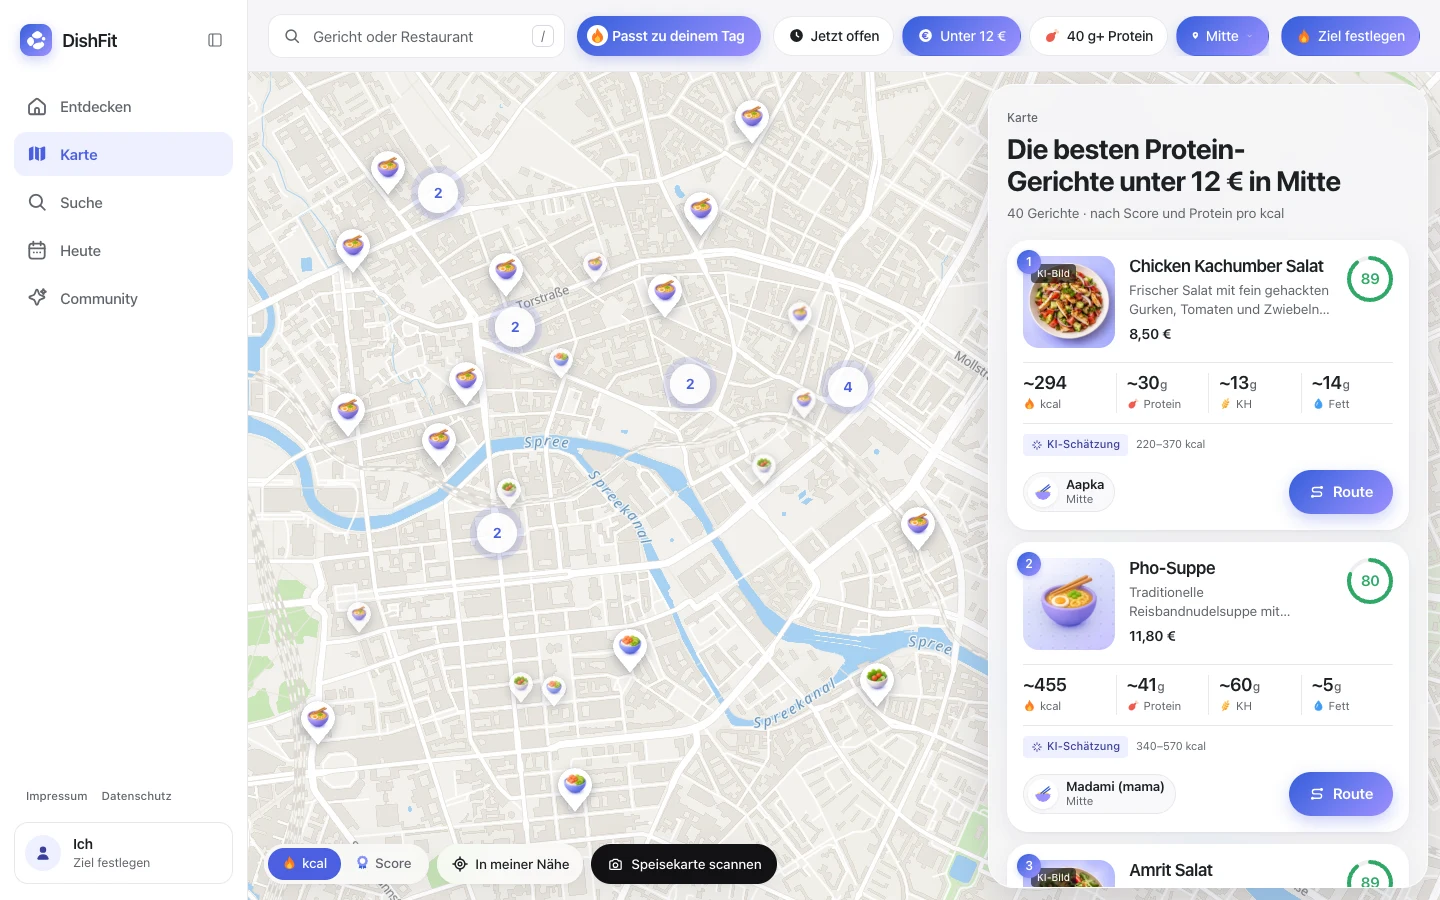 DishFit
Entdecken
Karte
Suche
Heute
Community
Impressum Datenschutz
Ich
Ziel festlegen
Gericht oder Restaurant /
Passt zu deinem Tag
Jetzt offen
Unter 12 €
40 g+ Protein
Mitte
Ziel festlegen
2
2
2
4
2
Torstraße
Spree
Spreekanal
Spree
Spreekanal
kcal
Score
In meiner Nähe
Speisekarte scannen
Karte
Die besten Protein-
Gerichte unter 12 € in Mitte
40 Gerichte · nach Score und Protein pro kcal
1
KI-Bild
Chicken Kachumber Salat
89
Frischer Salat mit fein gehackten
Gurken, Tomaten und Zwiebeln…
8,50 €
~294 ~30g ~13g ~14g
kcal Protein KH Fett
KI-Schätzung 220–370 kcal
Aapka
Mitte
Route
2
Pho-Suppe
80
Traditionelle
Reisbandnudelsuppe mit…
11,80 €
~455 ~41g ~60g ~5g
kcal Protein KH Fett
KI-Schätzung 340–570 kcal
Madami (mama)
Mitte
Route
3
KI-Bild
Amrit Salat
89